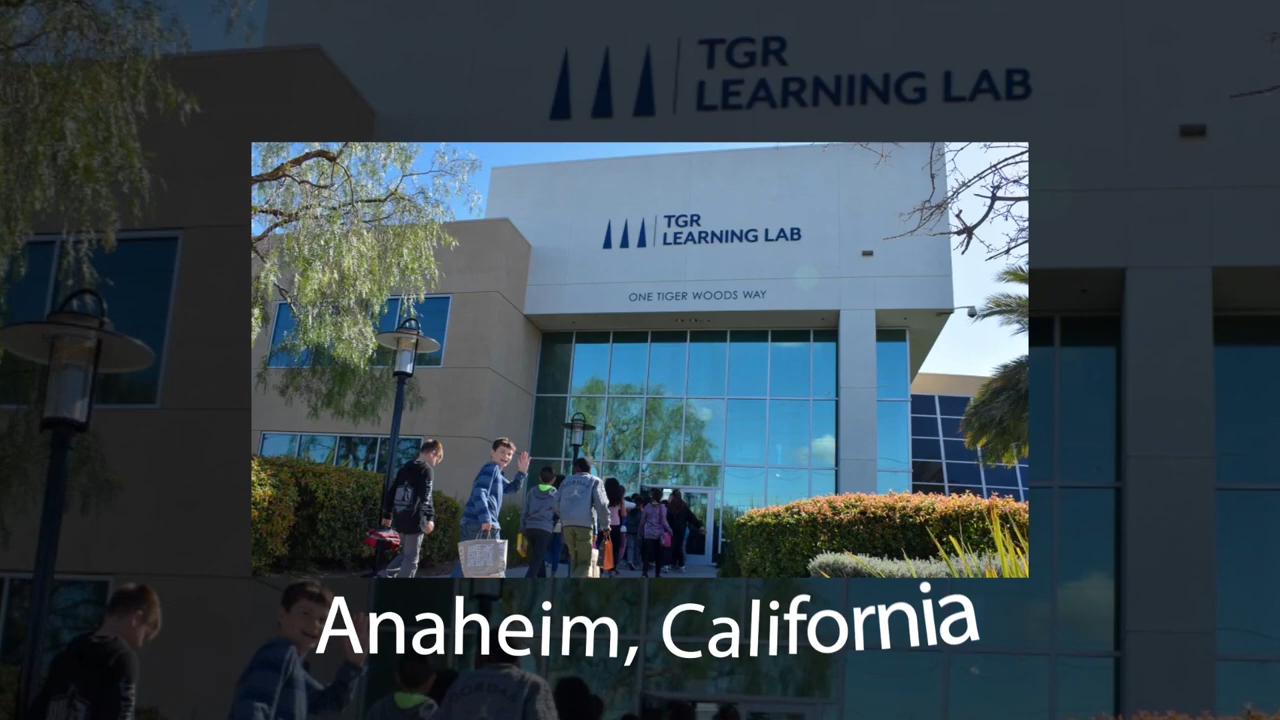 TGR
LEARNING LAB
TGR
LEARNING LAB
ONE TIGER WOODS WAY
Anaheim, California